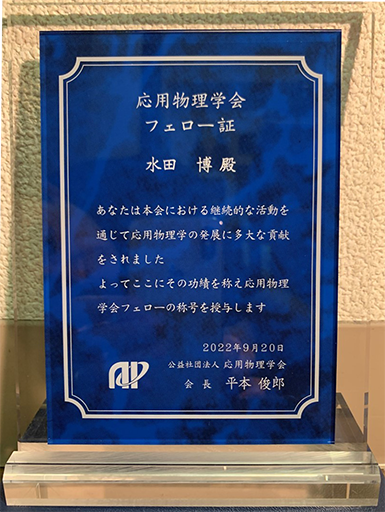 応用物理学会
フェロー証
水田 博 殿
あなたは本会における継続的な活動を
通じて応用物理学の発展に多大な貢献
をされました
よってここにその功績を称え応用物理
学会フェローの称号を授与します
2022年9月20日
公益社団法人 応用物理学会
会 長 平本 俊郎